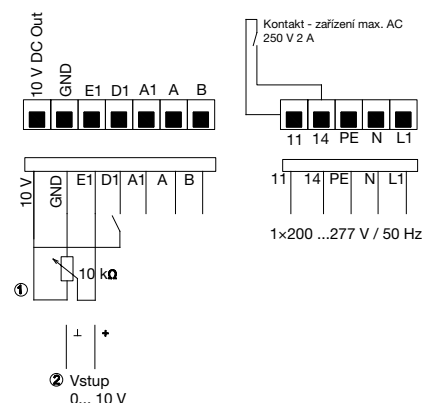 10 V DC Out
GND
E1
D1
A1
A
B
Kontakt - zařízení max. AC
250 V 2 A
11
14
PE
N
L1
10 V
GND
E1
D1
A1
A
B
11
14
PE
N
L1
1×200 ...277 V / 50 Hz
10 kΩ
①
⊥ +
② Vstup
0... 10 V